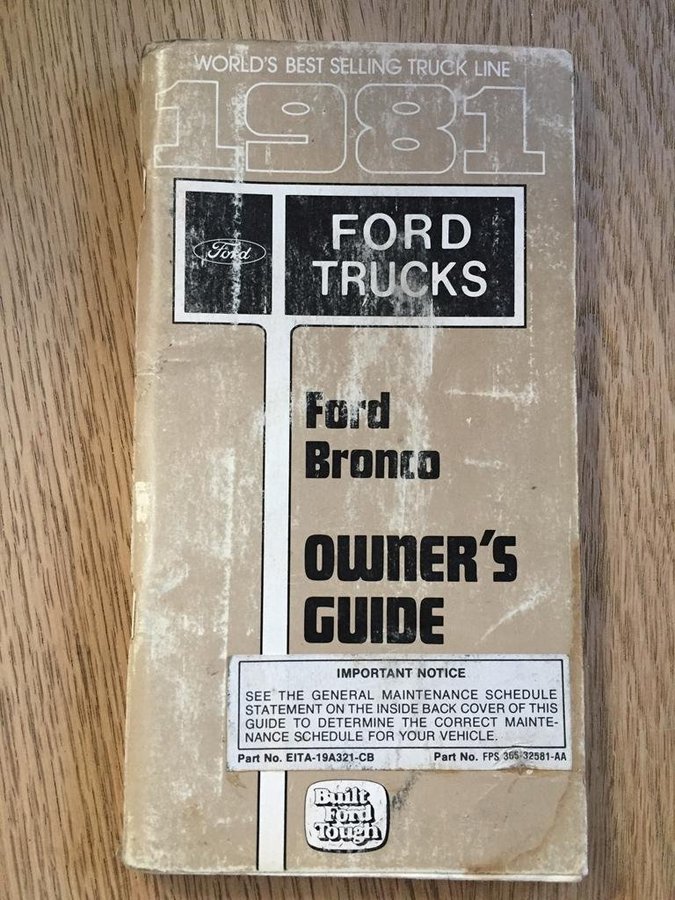 WORLD'S BEST SELLING TRUCK LINE
1981
Ford
FORD
TRUCKS
Ford
Bronco
OWNER'S
GUIDE
IMPORTANT NOTICE
SEE THE GENERAL MAINTENANCE SCHEDULE
STATEMENT ON THE INSIDE BACK COVER OF THIS
GUIDE TO DETERMINE THE CORRECT MAINTE-
NANCE SCHEDULE FOR YOUR VEHICLE.
Part No. EITA-19A321-CB Part No. FPS 365-32581-AA
Built
Ford
Tough